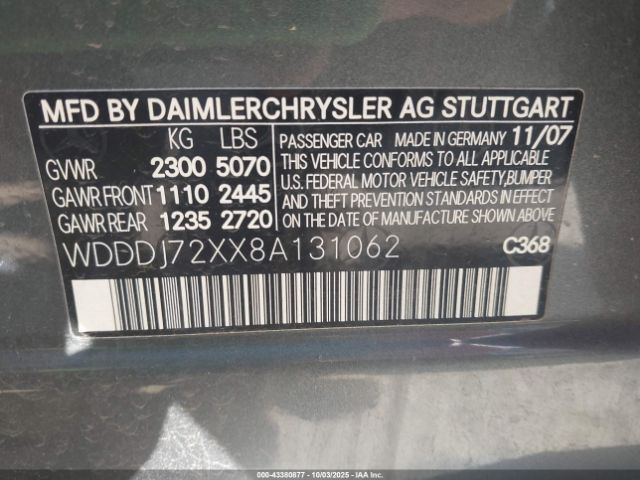 MFD BY DAIMLERCHRYSLER AG STUTTGART
KG LBS
GVWR 2300 5070
GAWR FRONT 1110 2445
GAWR REAR 1235 2720
PASSENGER CAR MADE IN GERMANY 11/07
THIS VEHICLE CONFORMS TO ALL APPLICABLE
U.S. FEDERAL MOTOR VEHICLE SAFETY, BUMPER
AND THEFT PREVENTION STANDARDS IN EFFECT
ON THE DATE OF MANUFACTURE SHOWN ABOVE
WDDDJ72XX8A131062
C368
000-43380877 - 10/03/2025 - IAAI.COM